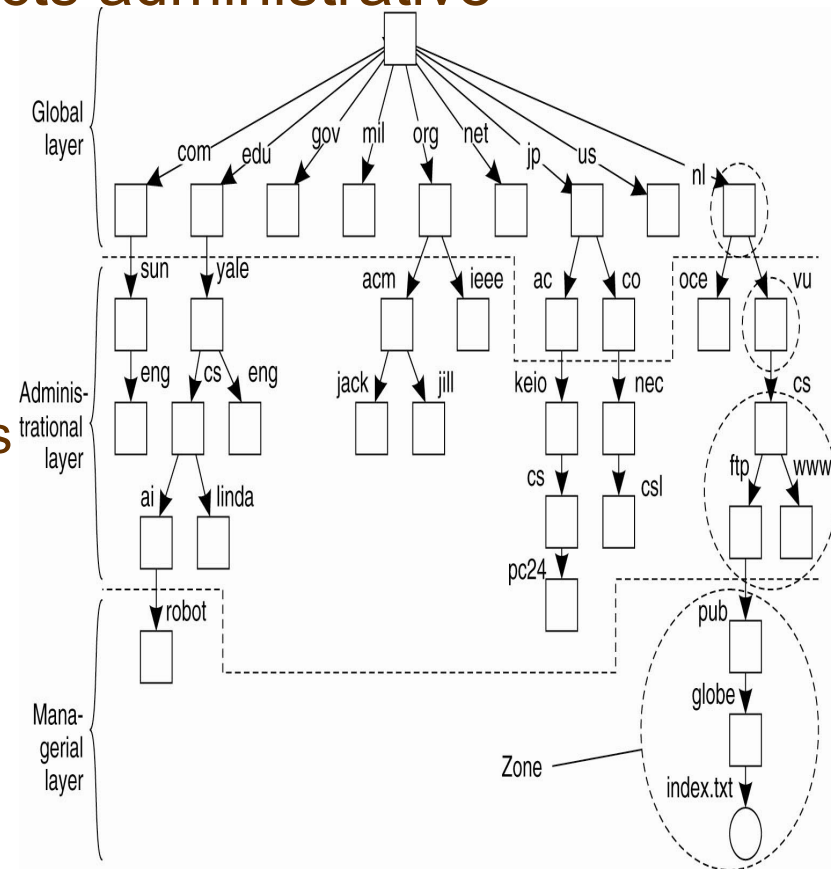 cts administrative
Global
layer
com
edu
gov
mil
org
net
jp
us
nl
sun
yale
acm
ieee
ac
co
oce
vu
Adminis-
trational
layer
s
eng
cs
eng
jack
jill
keio
nec
cs
ai
linda
cs
csl
ftp
www
pc24
robot
pub
Mana-
gerial
layer
globe
Zone
index.txt